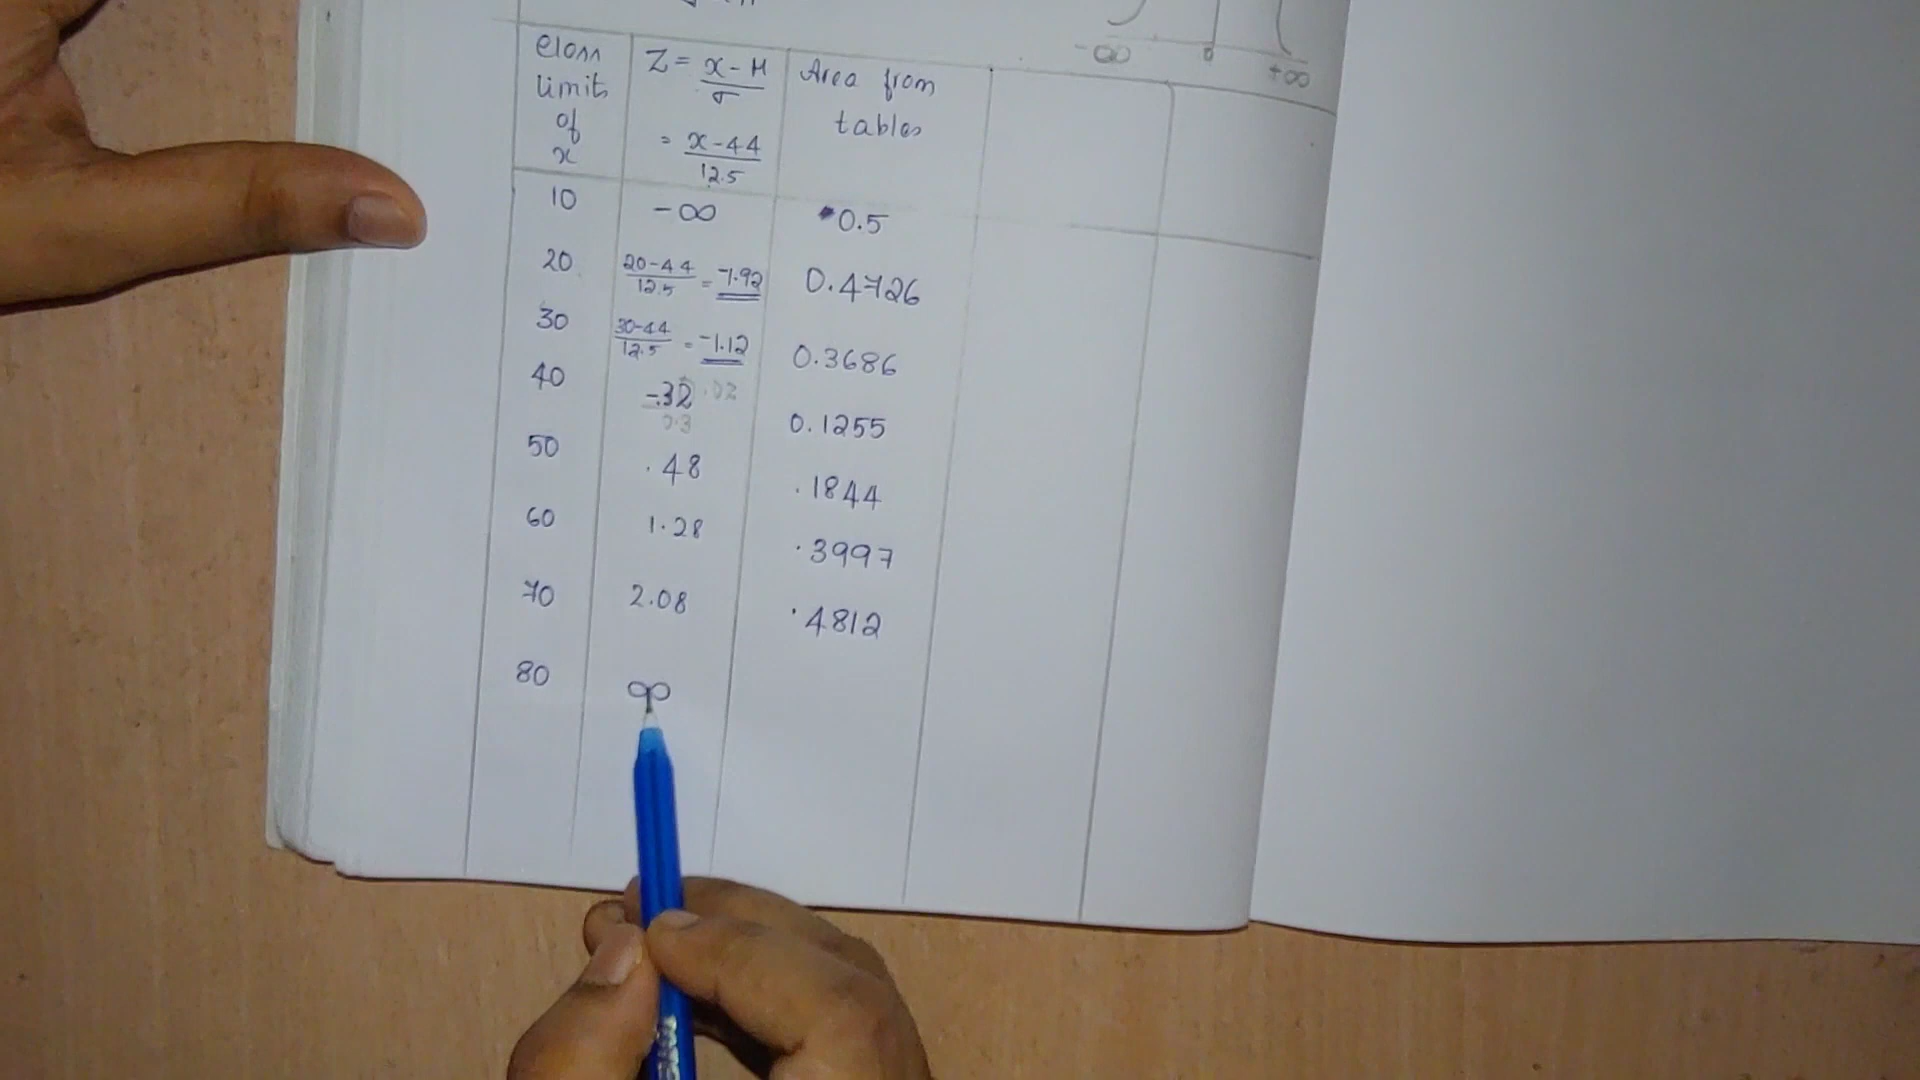 -∞ 0 +∞
class limits of x | Z = x-μ/σ = x-44/12.5 | Area from tables
10 -∞ 0.5
20 20-44/12.5 = -1.92 0.4726
30 30-44/12.5 = -1.12 0.3686
40 -.32 0.1255
50 .48 .1844
60 1.28 .3997
70 2.08 .4812
80 ∞